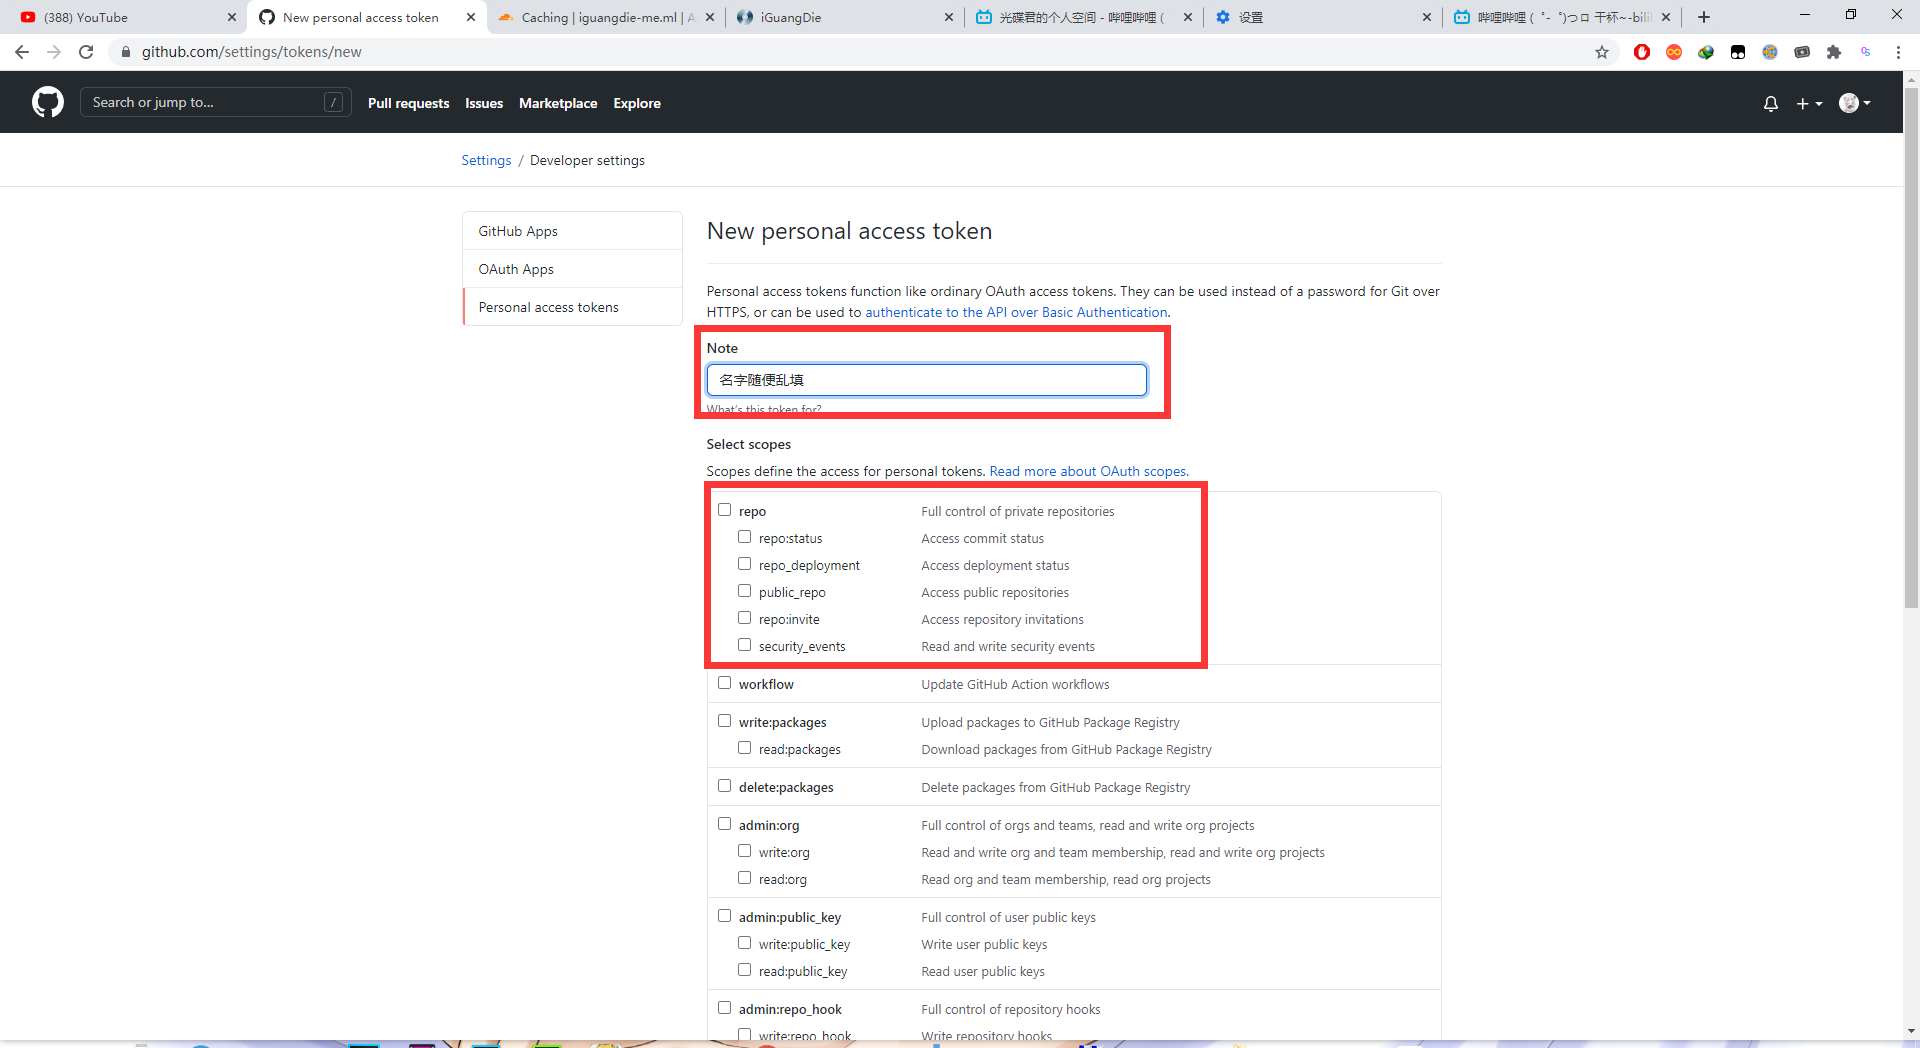 (388) YouTube
New personal access token
Caching | iguangdie-me.ml |
iGuangDie
光碟君的个人空间 - 哔哩哔哩 (
设置
哔哩哔哩 ( ゜- ゜)つロ 干杯~-bili
github.com/settings/tokens/new
Search or jump to...
/
Pull requests
Issues
Marketplace
Explore
Settings / Developer settings
GitHub Apps
OAuth Apps
Personal access tokens
New personal access token
Personal access tokens function like ordinary OAuth access tokens. They can be used instead of a password for Git over
HTTPS, or can be used to authenticate to the API over Basic Authentication.
Note
名字随便乱填
What's this token for?
Select scopes
Scopes define the access for personal tokens. Read more about OAuth scopes.
repo Full control of private repositories
repo:status Access commit status
repo_deployment Access deployment status
public_repo Access public repositories
repo:invite Access repository invitations
security_events Read and write security events
workflow Update GitHub Action workflows
write:packages Upload packages to GitHub Package Registry
read:packages Download packages from GitHub Package Registry
delete:packages Delete packages from GitHub Package Registry
admin:org Full control of orgs and teams, read and write org projects
write:org Read and write org and team membership, read and write org projects
read:org Read org and team membership, read org projects
admin:public_key Full control of user public keys
write:public_key Write user public keys
read:public_key Read user public keys
admin:repo_hook Full control of repository hooks
write:repo_hook Write repository hooks